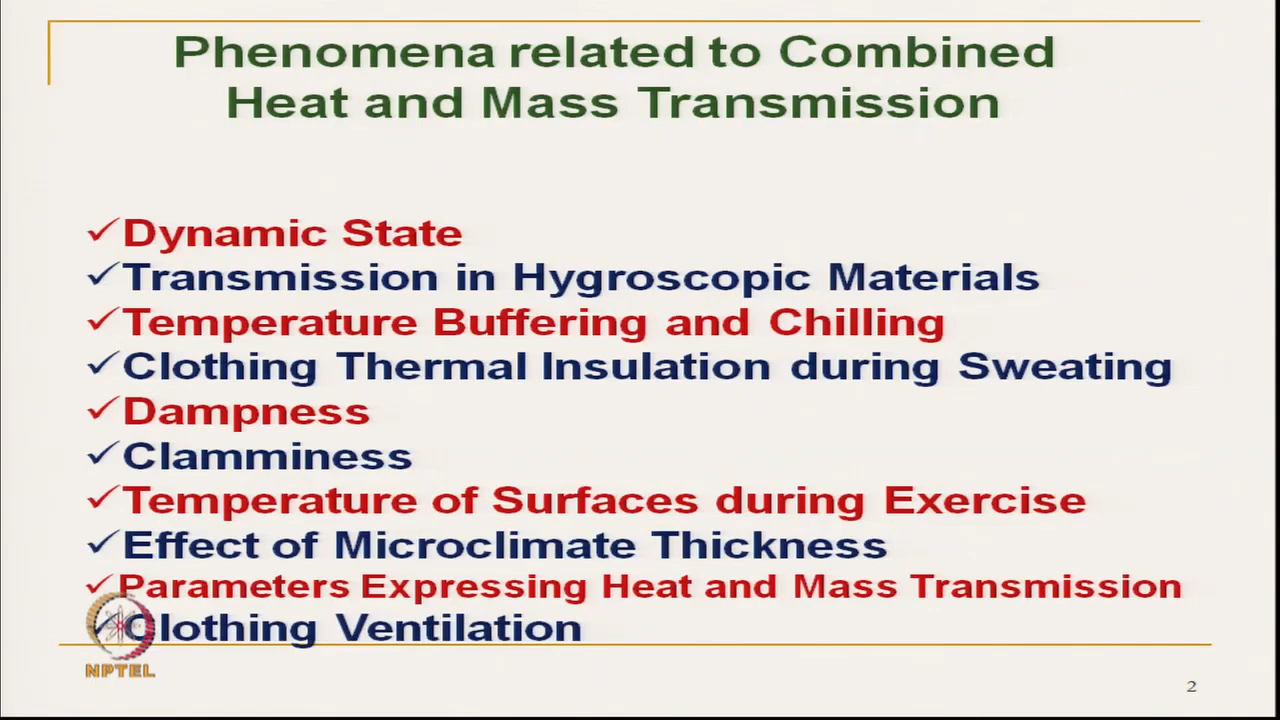 Phenomena related to Combined
Heat and Mass Transmission
✓Dynamic State
✓Transmission in Hygroscopic Materials
✓Temperature Buffering and Chilling
✓Clothing Thermal Insulation during Sweating
✓Dampness
✓Clamminess
✓Temperature of Surfaces during Exercise
✓Effect of Microclimate Thickness
✓Parameters Expressing Heat and Mass Transmission
✓Clothing Ventilation
NPTEL
2